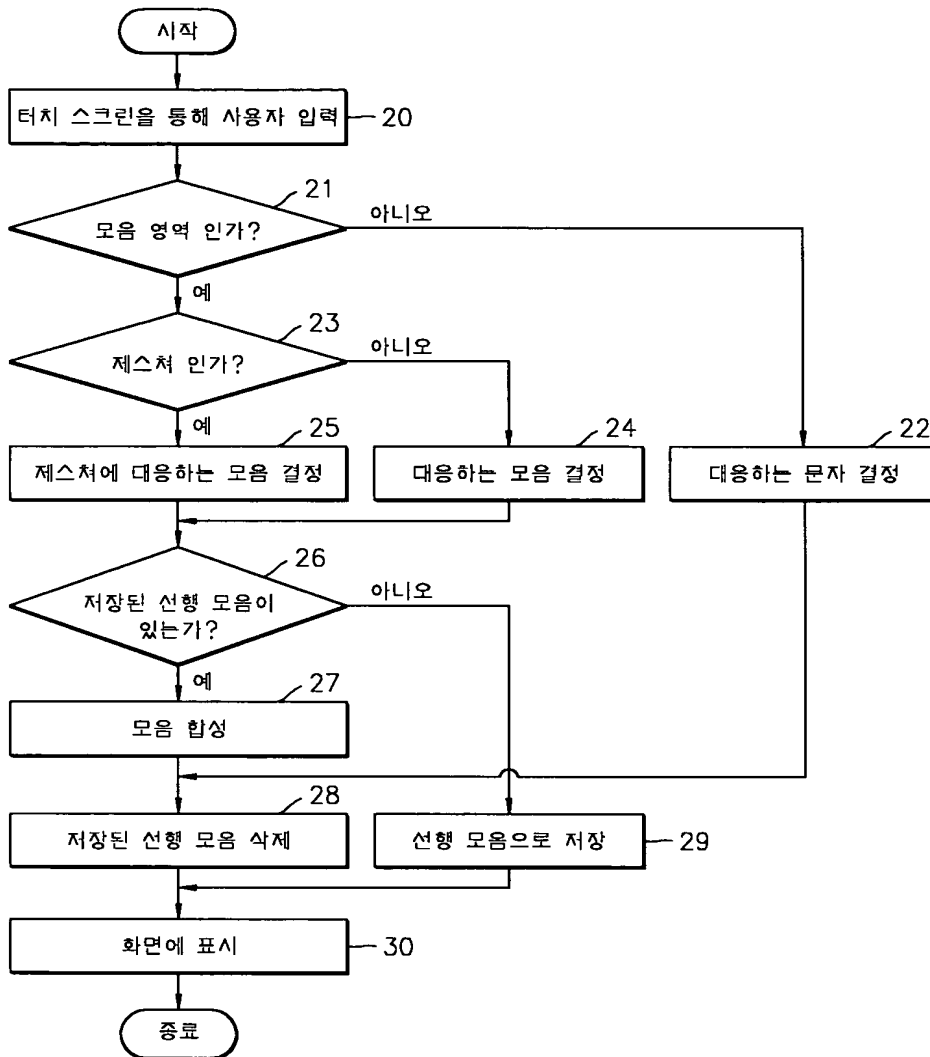 시작
터치 스크린을 통해 사용자 입력
20
21
모음 영역 인가?
아니오
예
23
제스쳐 인가?
아니오
예
25
24
22
제스쳐에 대응하는 모음 결정
대응하는 모음 결정
대응하는 문자 결정
26
저장된 선행 모음이
있는가?
아니오
예
27
모음 합성
28
저장된 선행 모음 삭제
선행 모음으로 저장
29
화면에 표시
30
종료